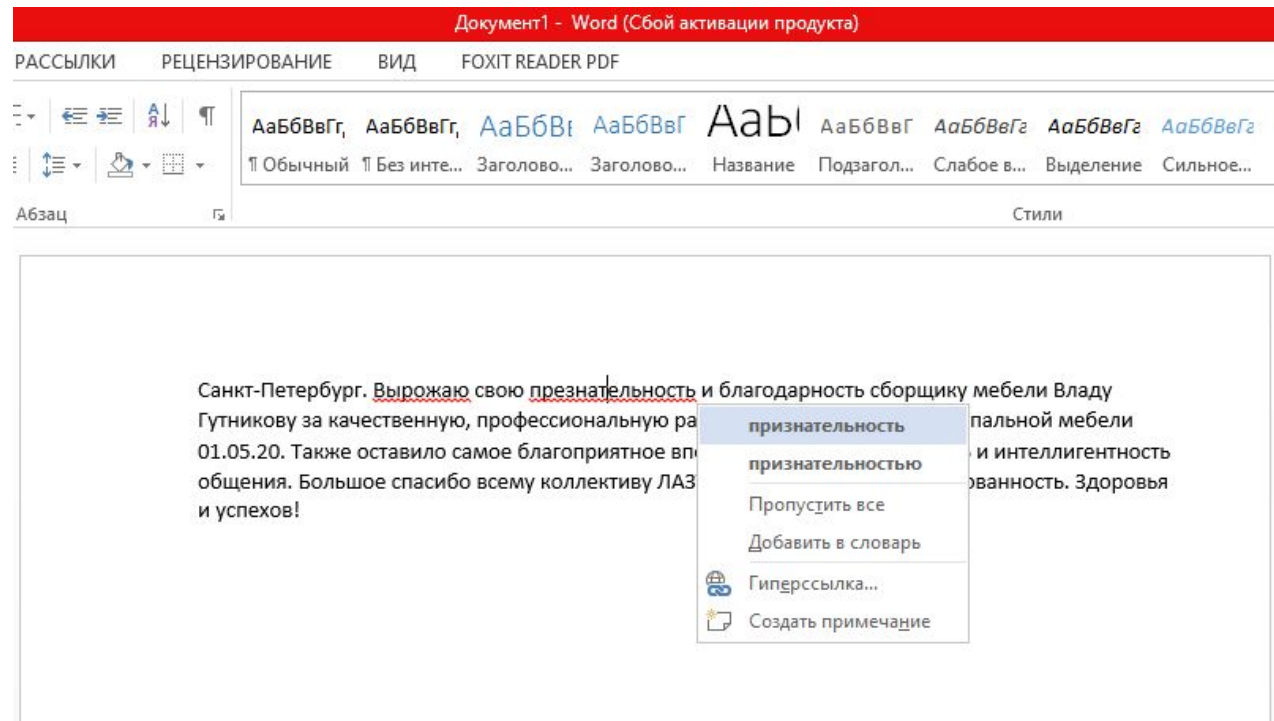 Документ1 - Word (Сбой активации продукта)
РАССЫЛКИ РЕЦЕНЗИРОВАНИЕ ВИД FOXIT READER PDF
АаБбВвГг, АаБбВвГг, АаБбВв АаБбВвГ АаЫ АаБбВвГ АаБбВвГг АаБбВвГг АаБбВвГг
¶ Обычный ¶ Без инте... Заголово... Заголово... Название Подзагол... Слабое в... Выделение Сильное...
Абзац Стили
Санкт-Петербург. Вырожаю свою презнательность и благодарность сборщику мебели Владу
Гутникову за качественную, профессиональную ра пальной мебели
01.05.20. Также оставило самое благоприятное вп и интеллигентность
общения. Большое спасибо всему коллективу ЛАЗ ованность. Здоровья
и успехов!
признательность
признательностью
Пропустить все
Добавить в словарь
Гиперссылка...
Создать примечание